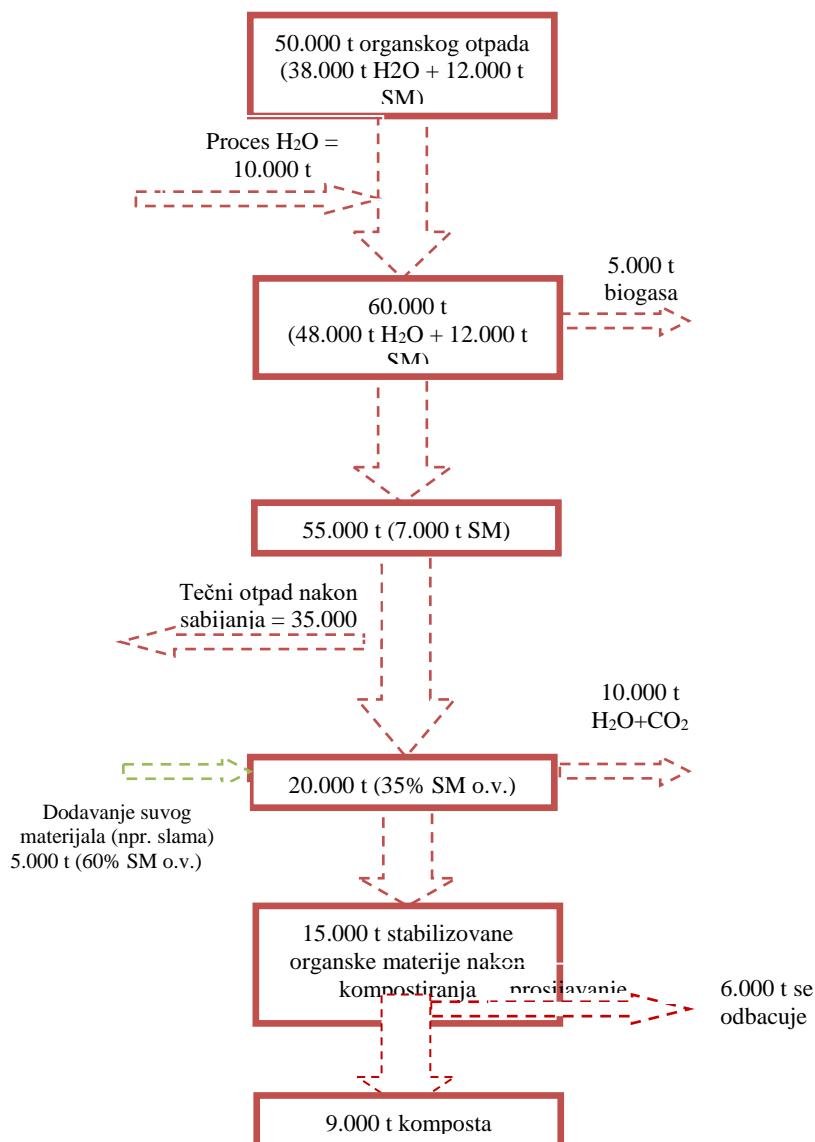 50.000 t organskog otpada
(38.000 t H2O + 12.000 t
SM)
Proces H₂O =
10.000 t
5.000 t
biogasa
60.000 t
(48.000 t H₂O + 12.000 t
SM)
55.000 t (7.000 t SM)
Tečni otpad nakon
sabijanja = 35.000
10.000 t
H₂O+CO₂
20.000 t (35% SM o.v.)
Dodavanje suvog
materijala (npr. slama)
5.000 t (60% SM o.v.)
15.000 t stabilizovane
organske materije nakon
kompostiranja
prosijavanje
6.000 t se
odbacuje
9.000 t komposta